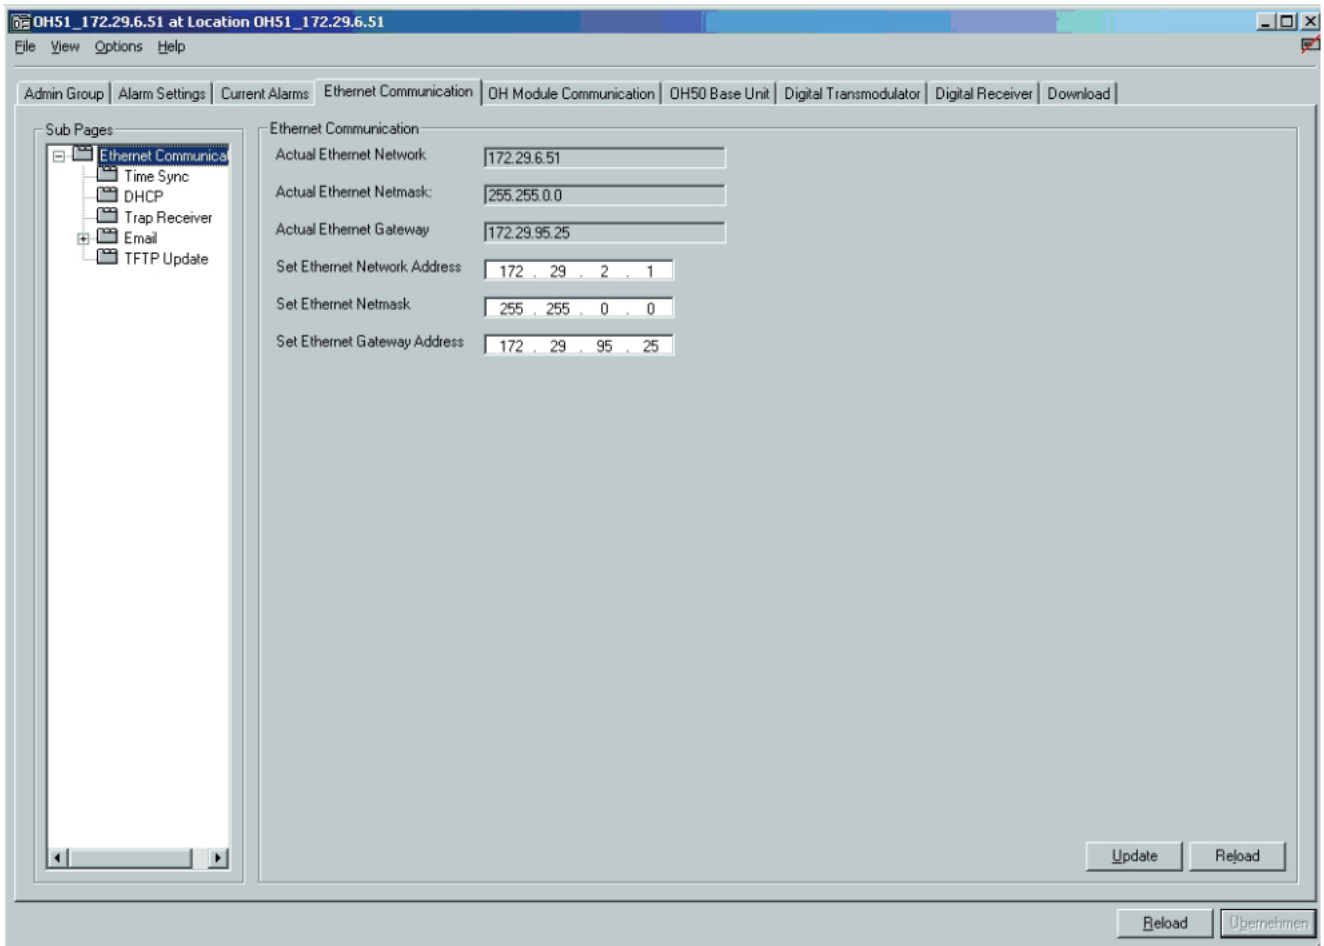 OH51_172.29.6.51 at Location OH51_172.29.6.51
File View Options Help
Admin Group Alarm Settings Current Alarms Ethernet Communication OH Module Communication OH50 Base Unit Digital Transmodulator Digital Receiver Download
Sub Pages
Ethernet Communica
Time Sync
DHCP
Trap Receiver
Email
TFTP Update
Ethernet Communication
Actual Ethernet Network 172.29.6.51
Actual Ethernet Netmask: 255.255.0.0
Actual Ethernet Gateway 172.29.95.25
Set Ethernet Network Address 172 . 29 . 2 . 1
Set Ethernet Netmask 255 . 255 . 0 . 0
Set Ethernet Gateway Address 172 . 29 . 95 . 25
Update Reload
Reload Übernehmen